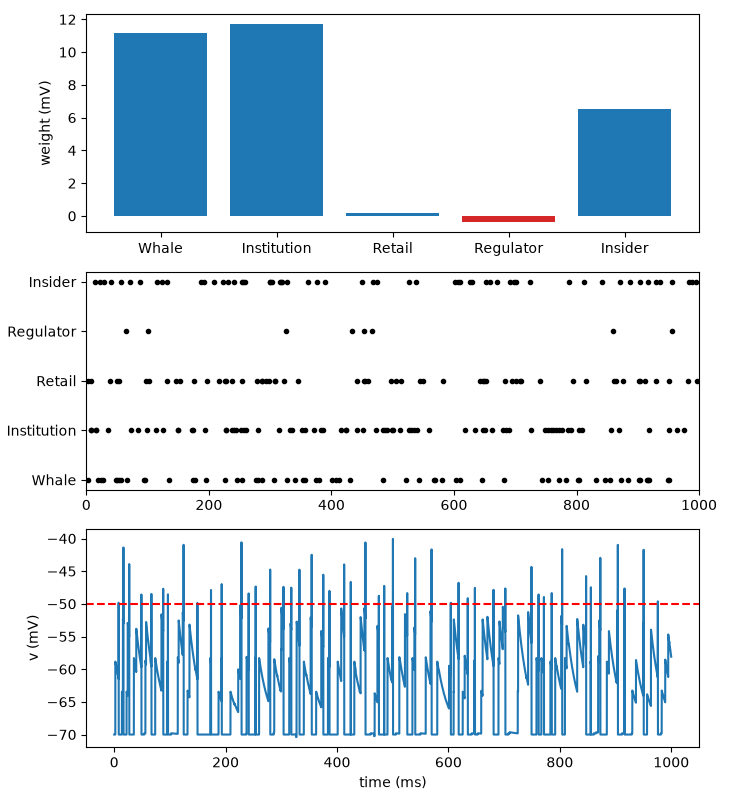 12
10
8
6
4
2
0
weight (mV)
Whale Institution Retail Regulator Insider
Insider
Regulator
Retail
Institution
Whale
0 200 400 600 800 1000
−40
−45
−50
−55
−60
−65
−70
v (mV)
0 200 400 600 800 1000
time (ms)